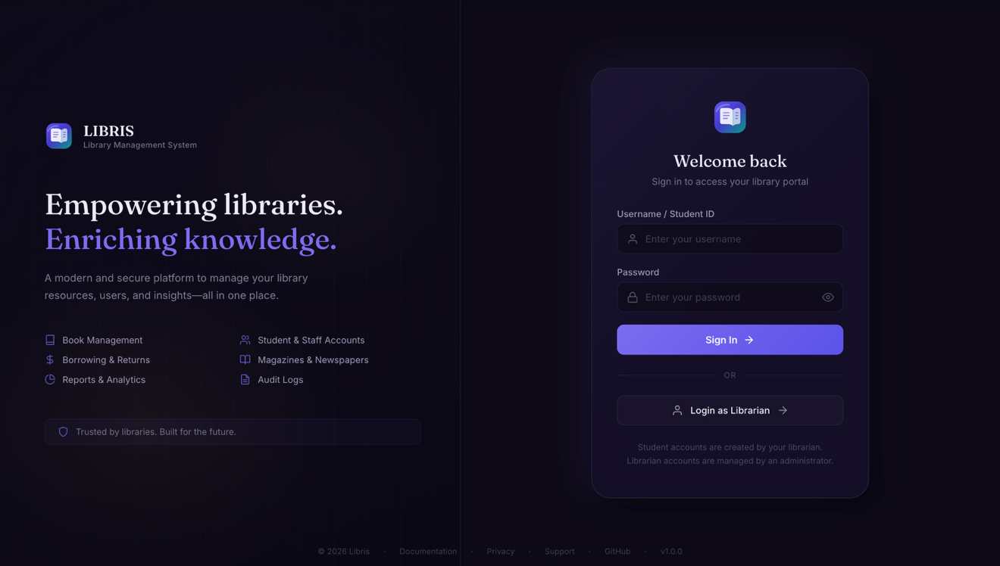 LIBRIS
Library Management System
Empowering libraries.
Enriching knowledge.
A modern and secure platform to manage your library
resources, users, and insights—all in one place.
Book Management
Student & Staff Accounts
Borrowing & Returns
Magazines & Newspapers
Reports & Analytics
Audit Logs
Trusted by libraries. Built for the future.
Welcome back
Sign in to access your library portal
Username / Student ID
Enter your username
Password
Enter your password
Sign In →
OR
Login as Librarian →
Student accounts are created by your librarian.
Librarian accounts are managed by an administrator.
© 2026 Libris • Documentation • Privacy • Support • GitHub • v1.0.0